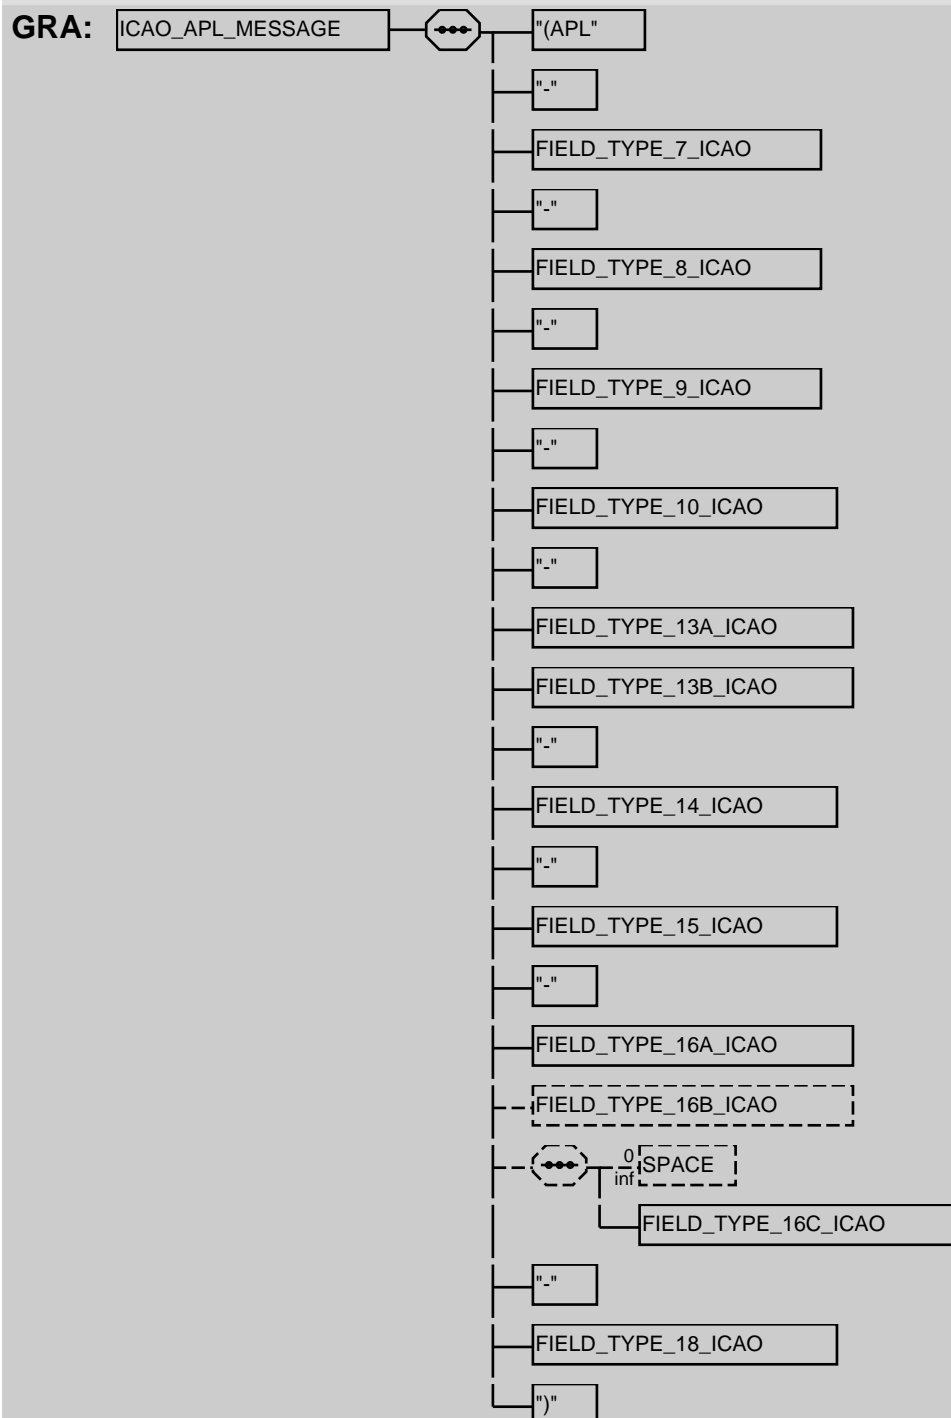 GRA: ICAO_APL_MESSAGE "(APL"
"-"
FIELD_TYPE_7_ICAO
"-"
FIELD_TYPE_8_ICAO
"-"
FIELD_TYPE_9_ICAO
"-"
FIELD_TYPE_10_ICAO
"-"
FIELD_TYPE_13A_ICAO
FIELD_TYPE_13B_ICAO
"-"
FIELD_TYPE_14_ICAO
"-"
FIELD_TYPE_15_ICAO
"-"
FIELD_TYPE_16A_ICAO
FIELD_TYPE_16B_ICAO
0 SPACE
inf
FIELD_TYPE_16C_ICAO
"-"
FIELD_TYPE_18_ICAO
")"